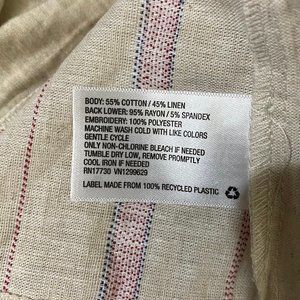 BODY: 55% COTTON / 45% LINEN
BACK LOWER: 95% RAYON / 5% SPANDEX
EMBROIDERY: 100% POLYESTER
MACHINE WASH COLD WITH LIKE COLORS
GENTLE CYCLE
ONLY NON-CHLORINE BLEACH IF NEEDED
TUMBLE DRY LOW, REMOVE PROMPTLY
COOL IRON IF NEEDED
RN17730 VN1299629
LABEL MADE FROM 100% RECYCLED PLASTIC